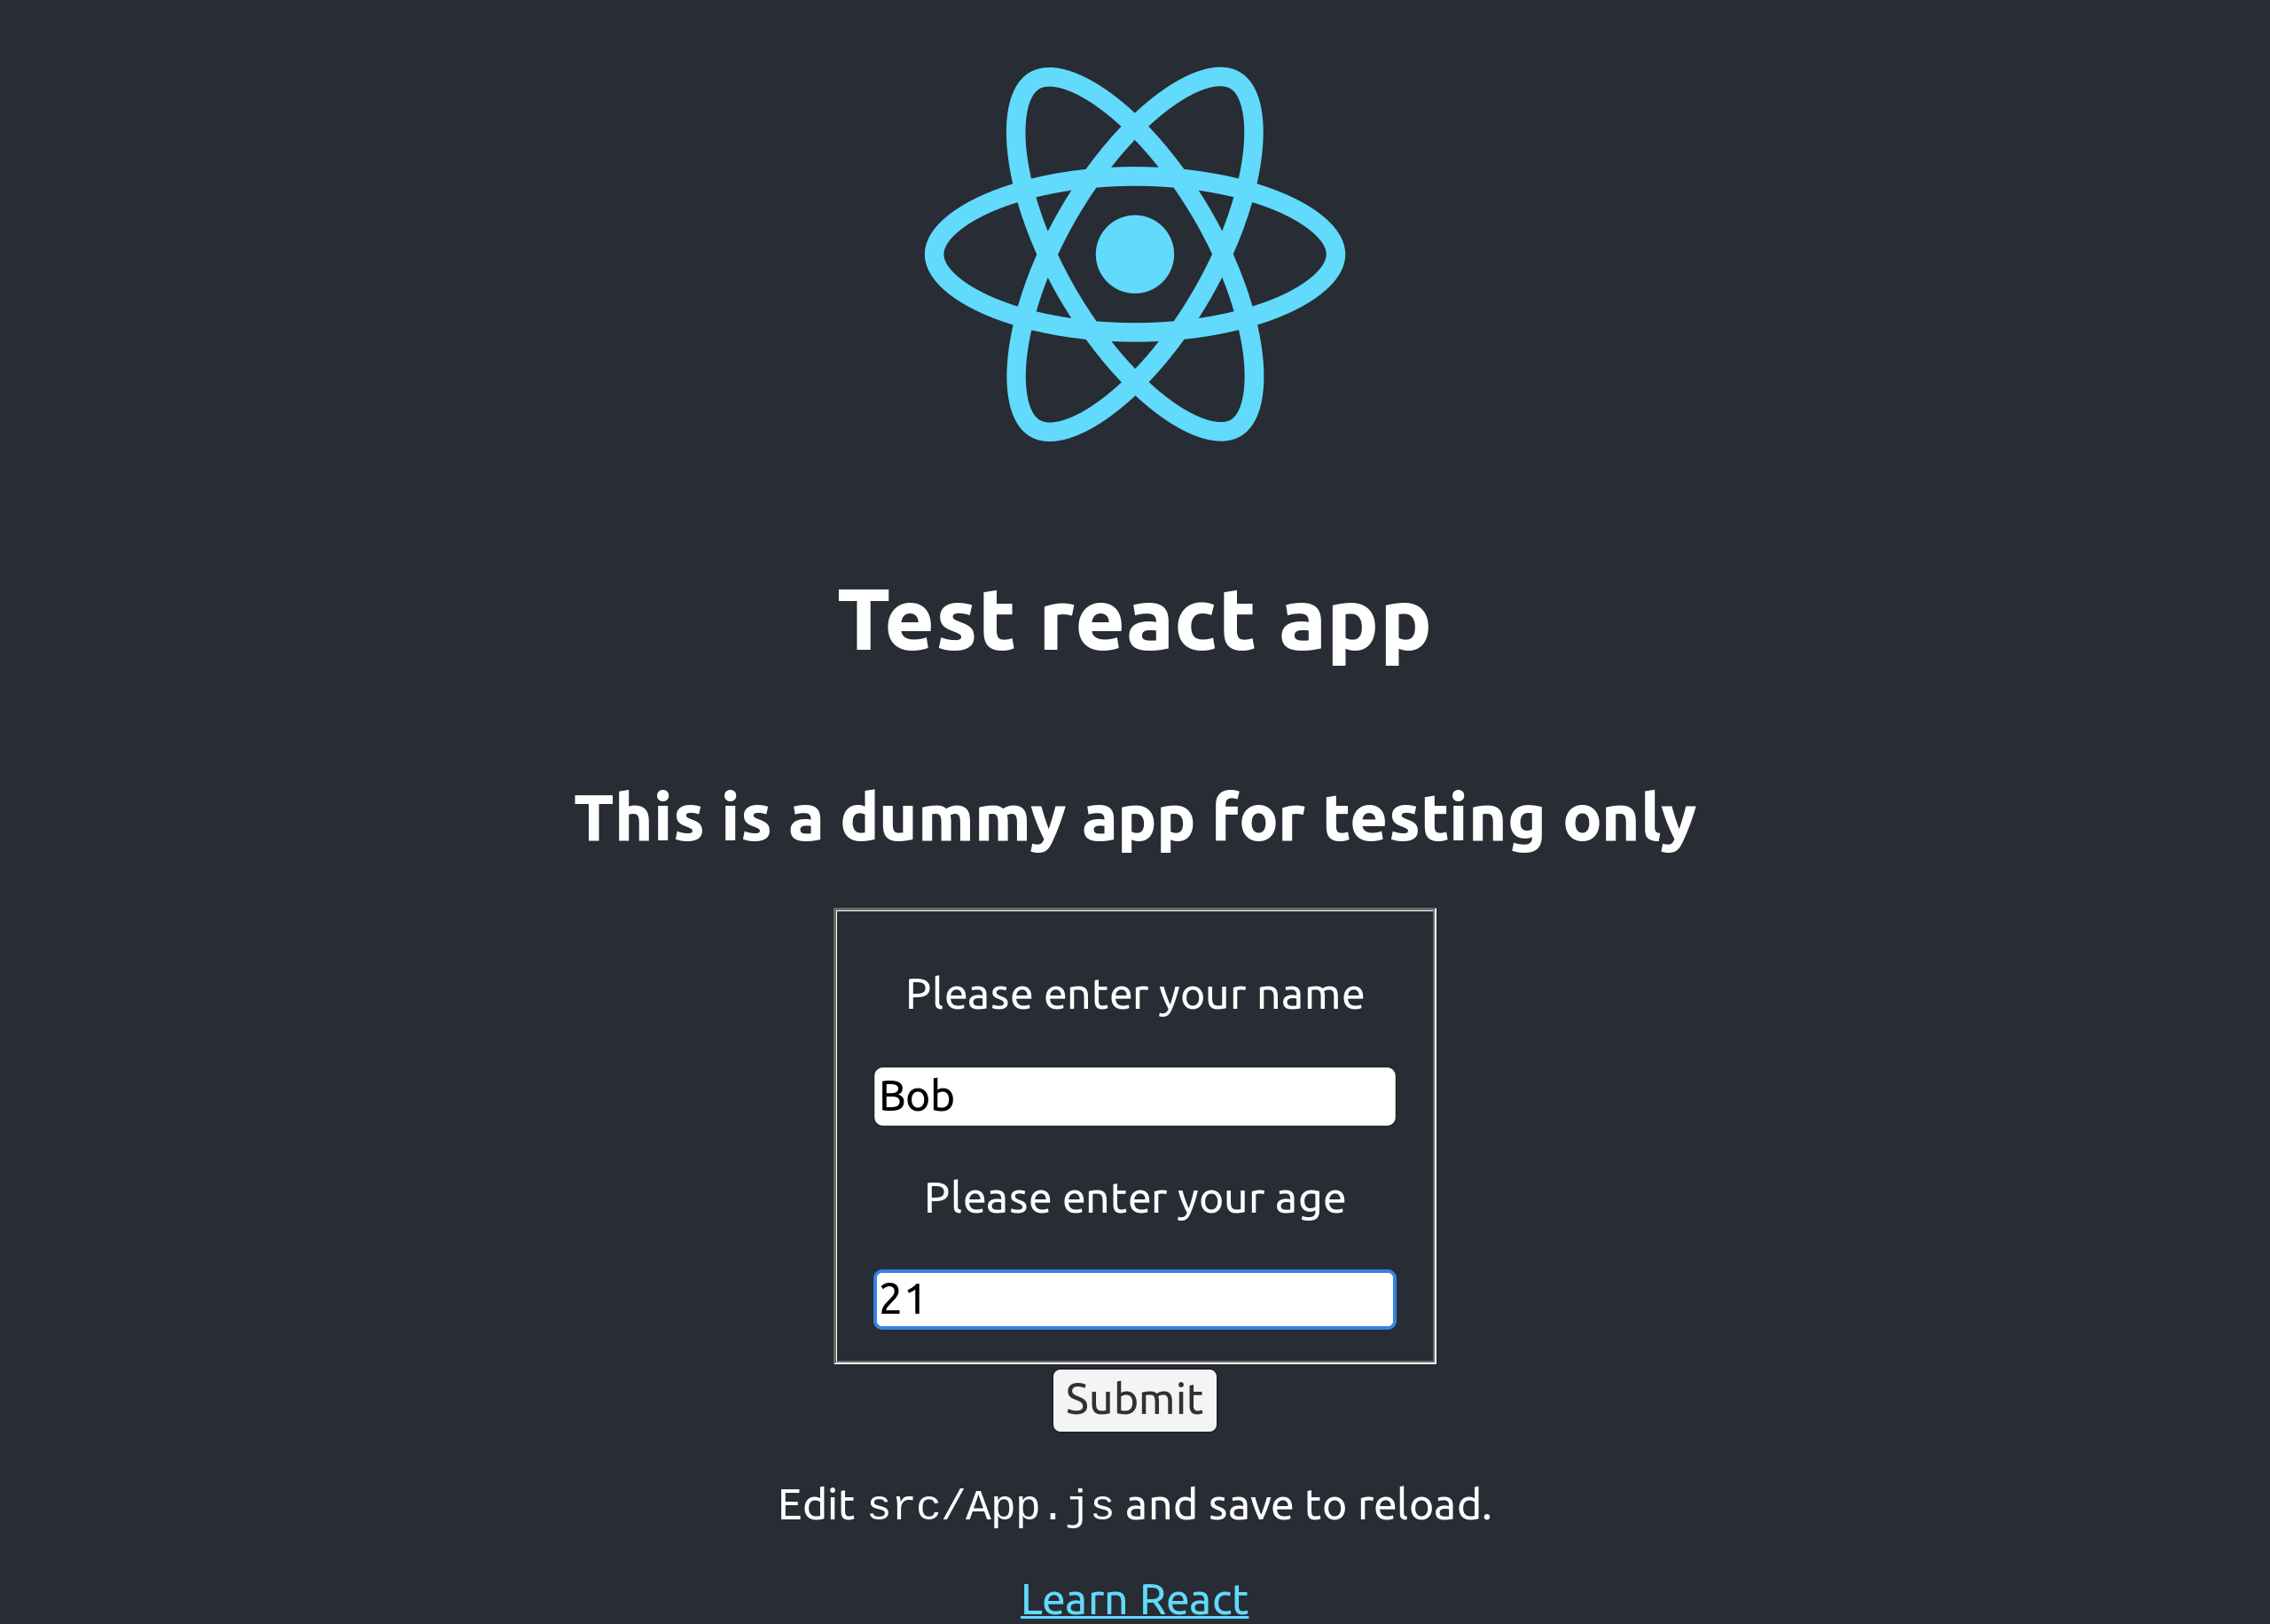 Test react app
This is a dummy app for testing only
Please enter your name
Bob
Please enter your age
21
Submit
Edit src/App.js and save to reload.
Learn React